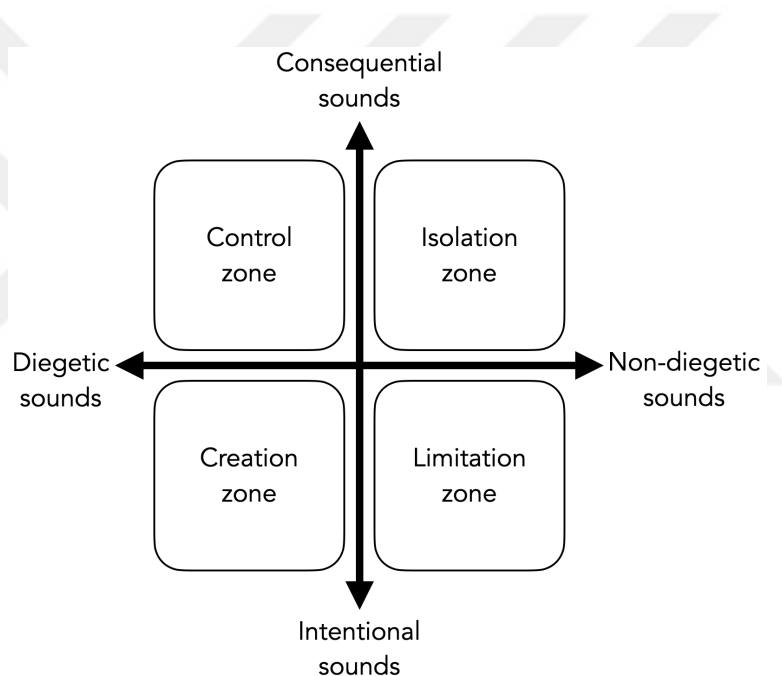 Consequential
sounds
Control
zone
Isolation
zone
Diegetic
sounds
Non-diegetic
sounds
Creation
zone
Limitation
zone
Intentional
sounds